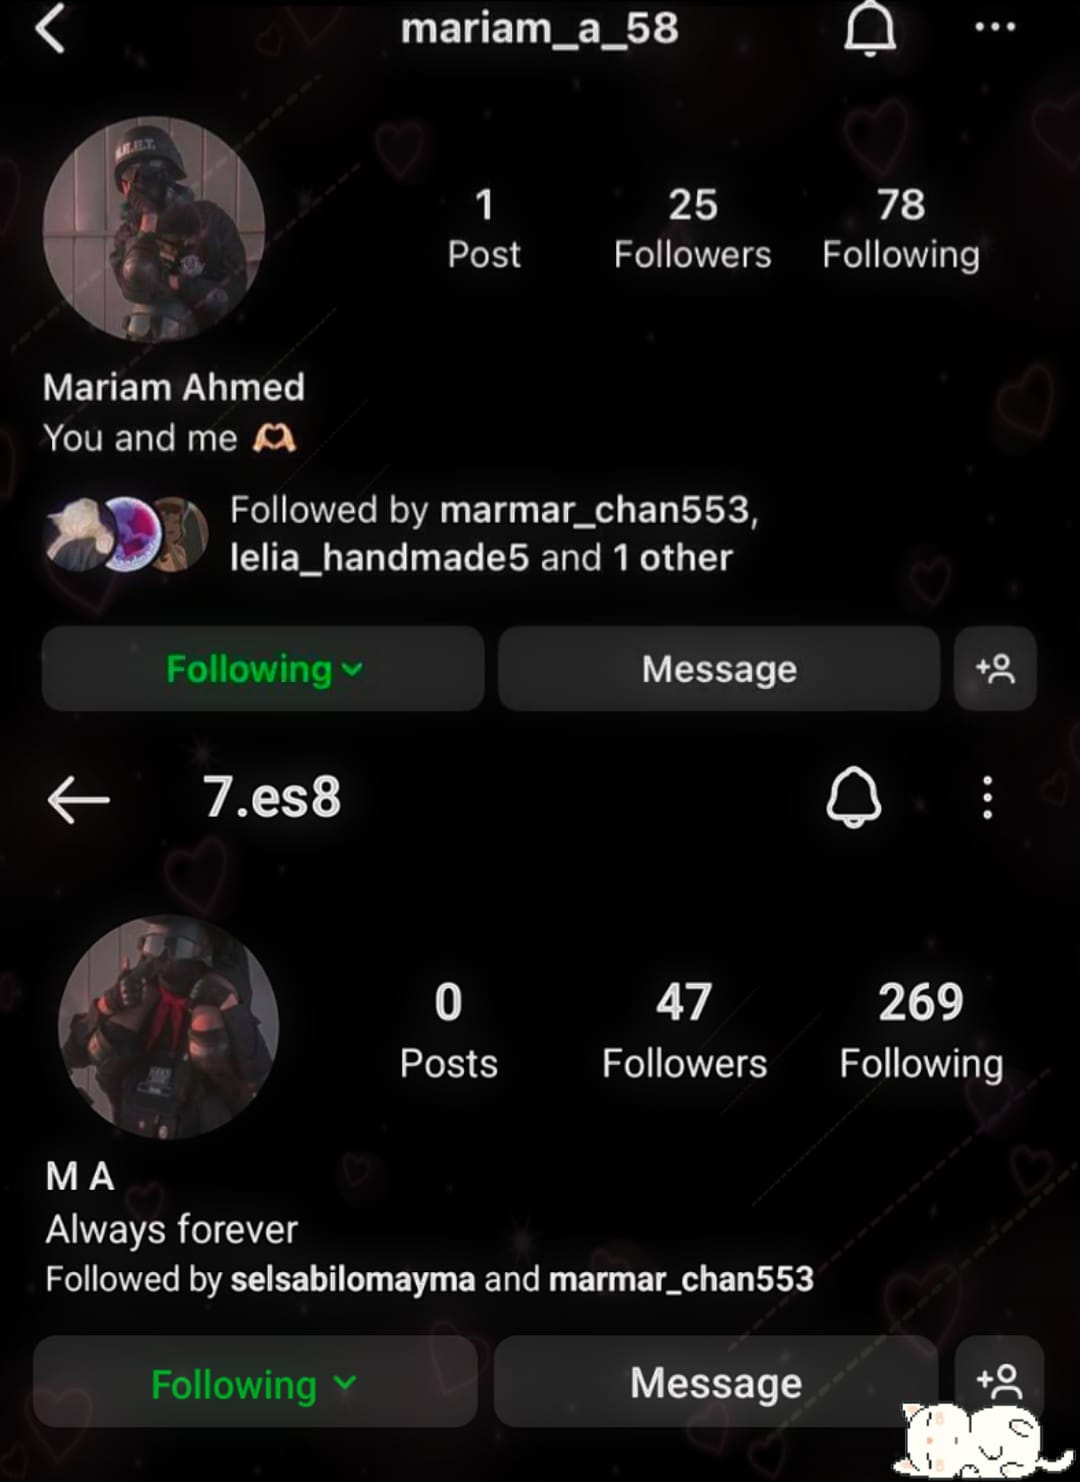 mariam_a_58
1
Post
25
Followers
78
Following
Mariam Ahmed
You and me 🫶🏼
Followed by marmar_chan553,
lelia_handmade5 and 1 other
Following
Message
7.es8
0
Posts
47
Followers
269
Following
M A
Always forever
Followed by selsabilomayma and marmar_chan553
Following
Message